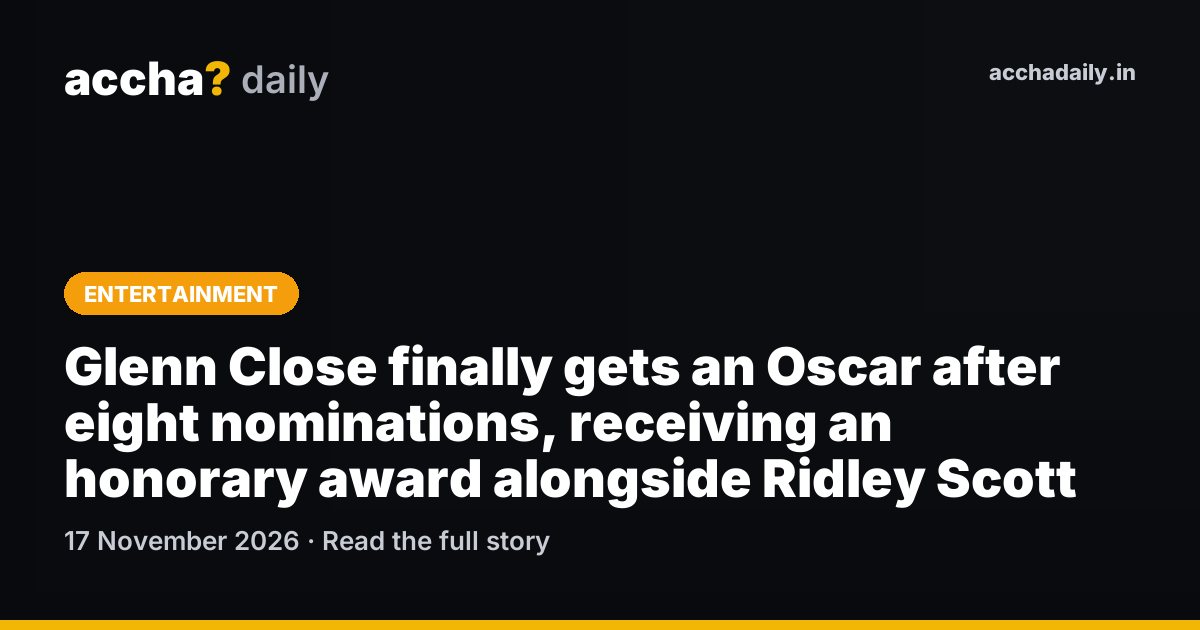 accha? daily
acchadaily.in
ENTERTAINMENT
Glenn Close finally gets an Oscar after
eight nominations, receiving an
honorary award alongside Ridley Scott
17 November 2026 · Read the full story